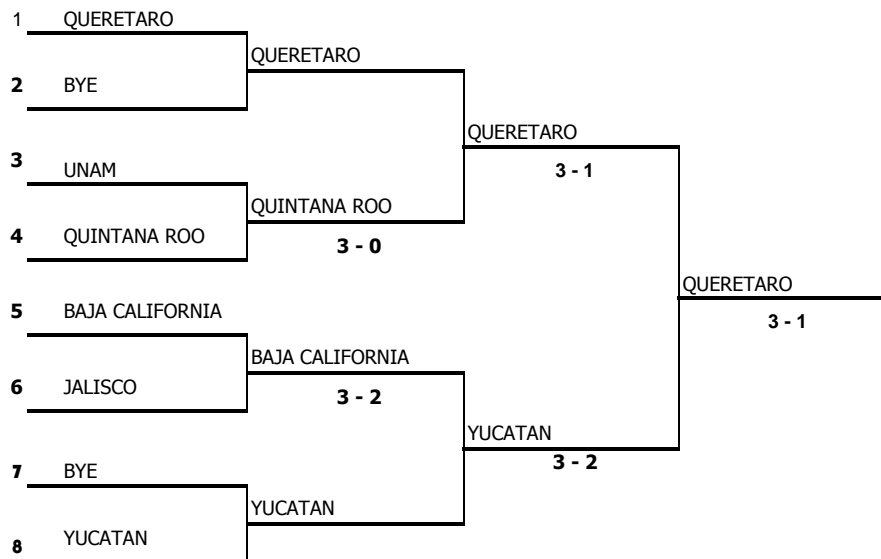 1 QUERETARO
QUERETARO
2 BYE
QUERETARO
3 UNAM
3 - 1
QUINTANA ROO
4 QUINTANA ROO
3 - 0
QUERETARO
5 BAJA CALIFORNIA
3 - 1
BAJA CALIFORNIA
6 JALISCO
3 - 2
YUCATAN
3 - 2
7 BYE
YUCATAN
8 YUCATAN